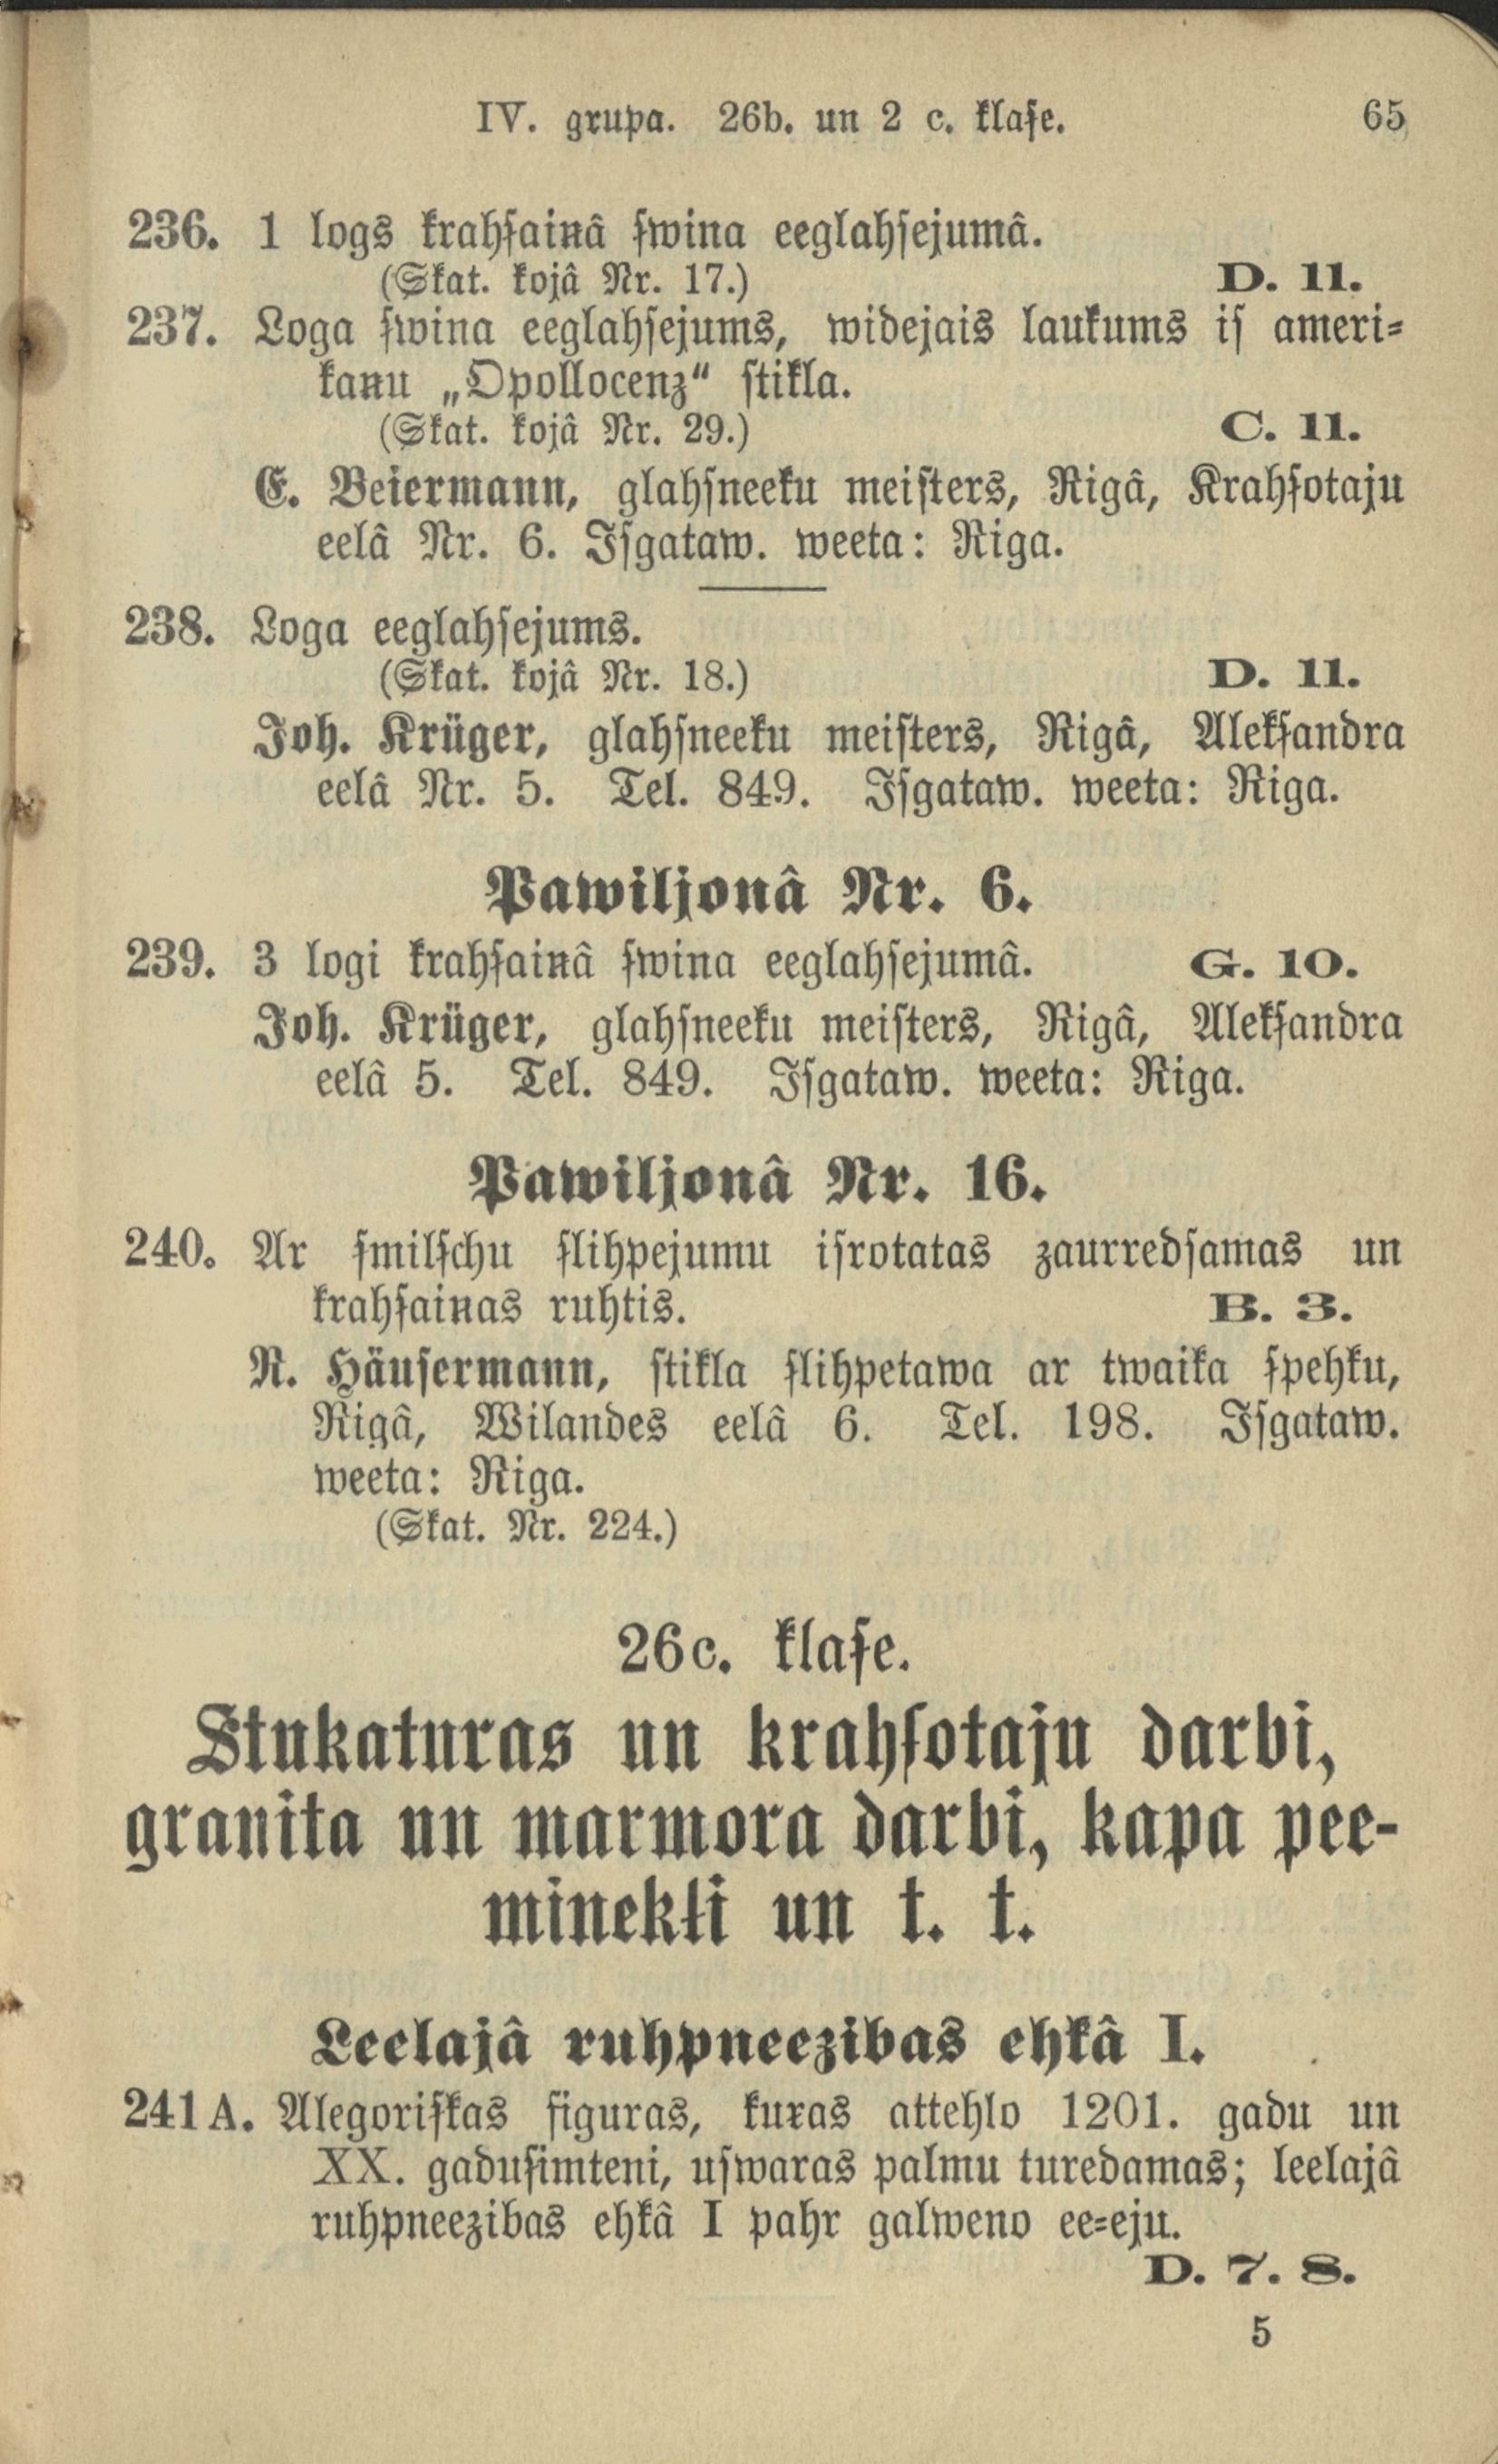 IV. grupa. 26b. un 2 c. klaſe. 65
236. 1 logs krahſainâ ſwina eeglahſejumâ.
(Skat. kojâ Nr. 17.) D. 11.
237. Loga ſwina eeglahſejums, widejais laukums iſ ameri-
kanu „Opollocenz“ ſtikla.
(Skat. kojâ Nr. 29.) C. 11.
E. Beiermann, glahſneeku meiſters, Rigâ, Krahſotaju
eelâ Nr. 6. Iſgataw. weeta: Riga.
238. Loga eeglahſejums.
(Skat. kojâ Nr. 18.) D. 11.
Joh. Krüger, glahſneeku meiſters, Rigâ, Alekſandra
eelâ Nr. 5. Tel. 849. Iſgataw. weeta: Riga.
Pawiljonâ Nr. 6.
239. 3 logi krahſainâ ſwina eeglahſejumâ. G. 10.
Joh. Krüger, glahſneeku meiſters, Rigâ, Alekſandra
eelâ 5. Tel. 849. Iſgataw. weeta: Riga.
Pawiljonâ Nr. 16.
240. Ar ſmilſchu ſlihpejumu iſrotatas zaurredſamas un
krahſainas ruhtis. B. 3.
R. Häuſermann, ſtikla ſlihpetawa ar twaika ſpehku,
Rigâ, Wilandes eelâ 6. Tel. 198. Iſgataw.
weeta: Riga.
(Skat. Nr. 224.)
26c. klaſe.
Stukaturas un krahſotaju darbi,
granita un marmora darbi, kapa pee-
minekłi un t. t.
Leelajâ ruhpneezibas ehkâ I.
241 A. Alegoriſkas figuras, kuŗas attehlo 1201. gadu un
XX. gaduſimteni, uſwaras palmu turedamas; leelajâ
ruhpneezibas ehkâ I pahr galweno ee-eju.
D. 7. 8.
5